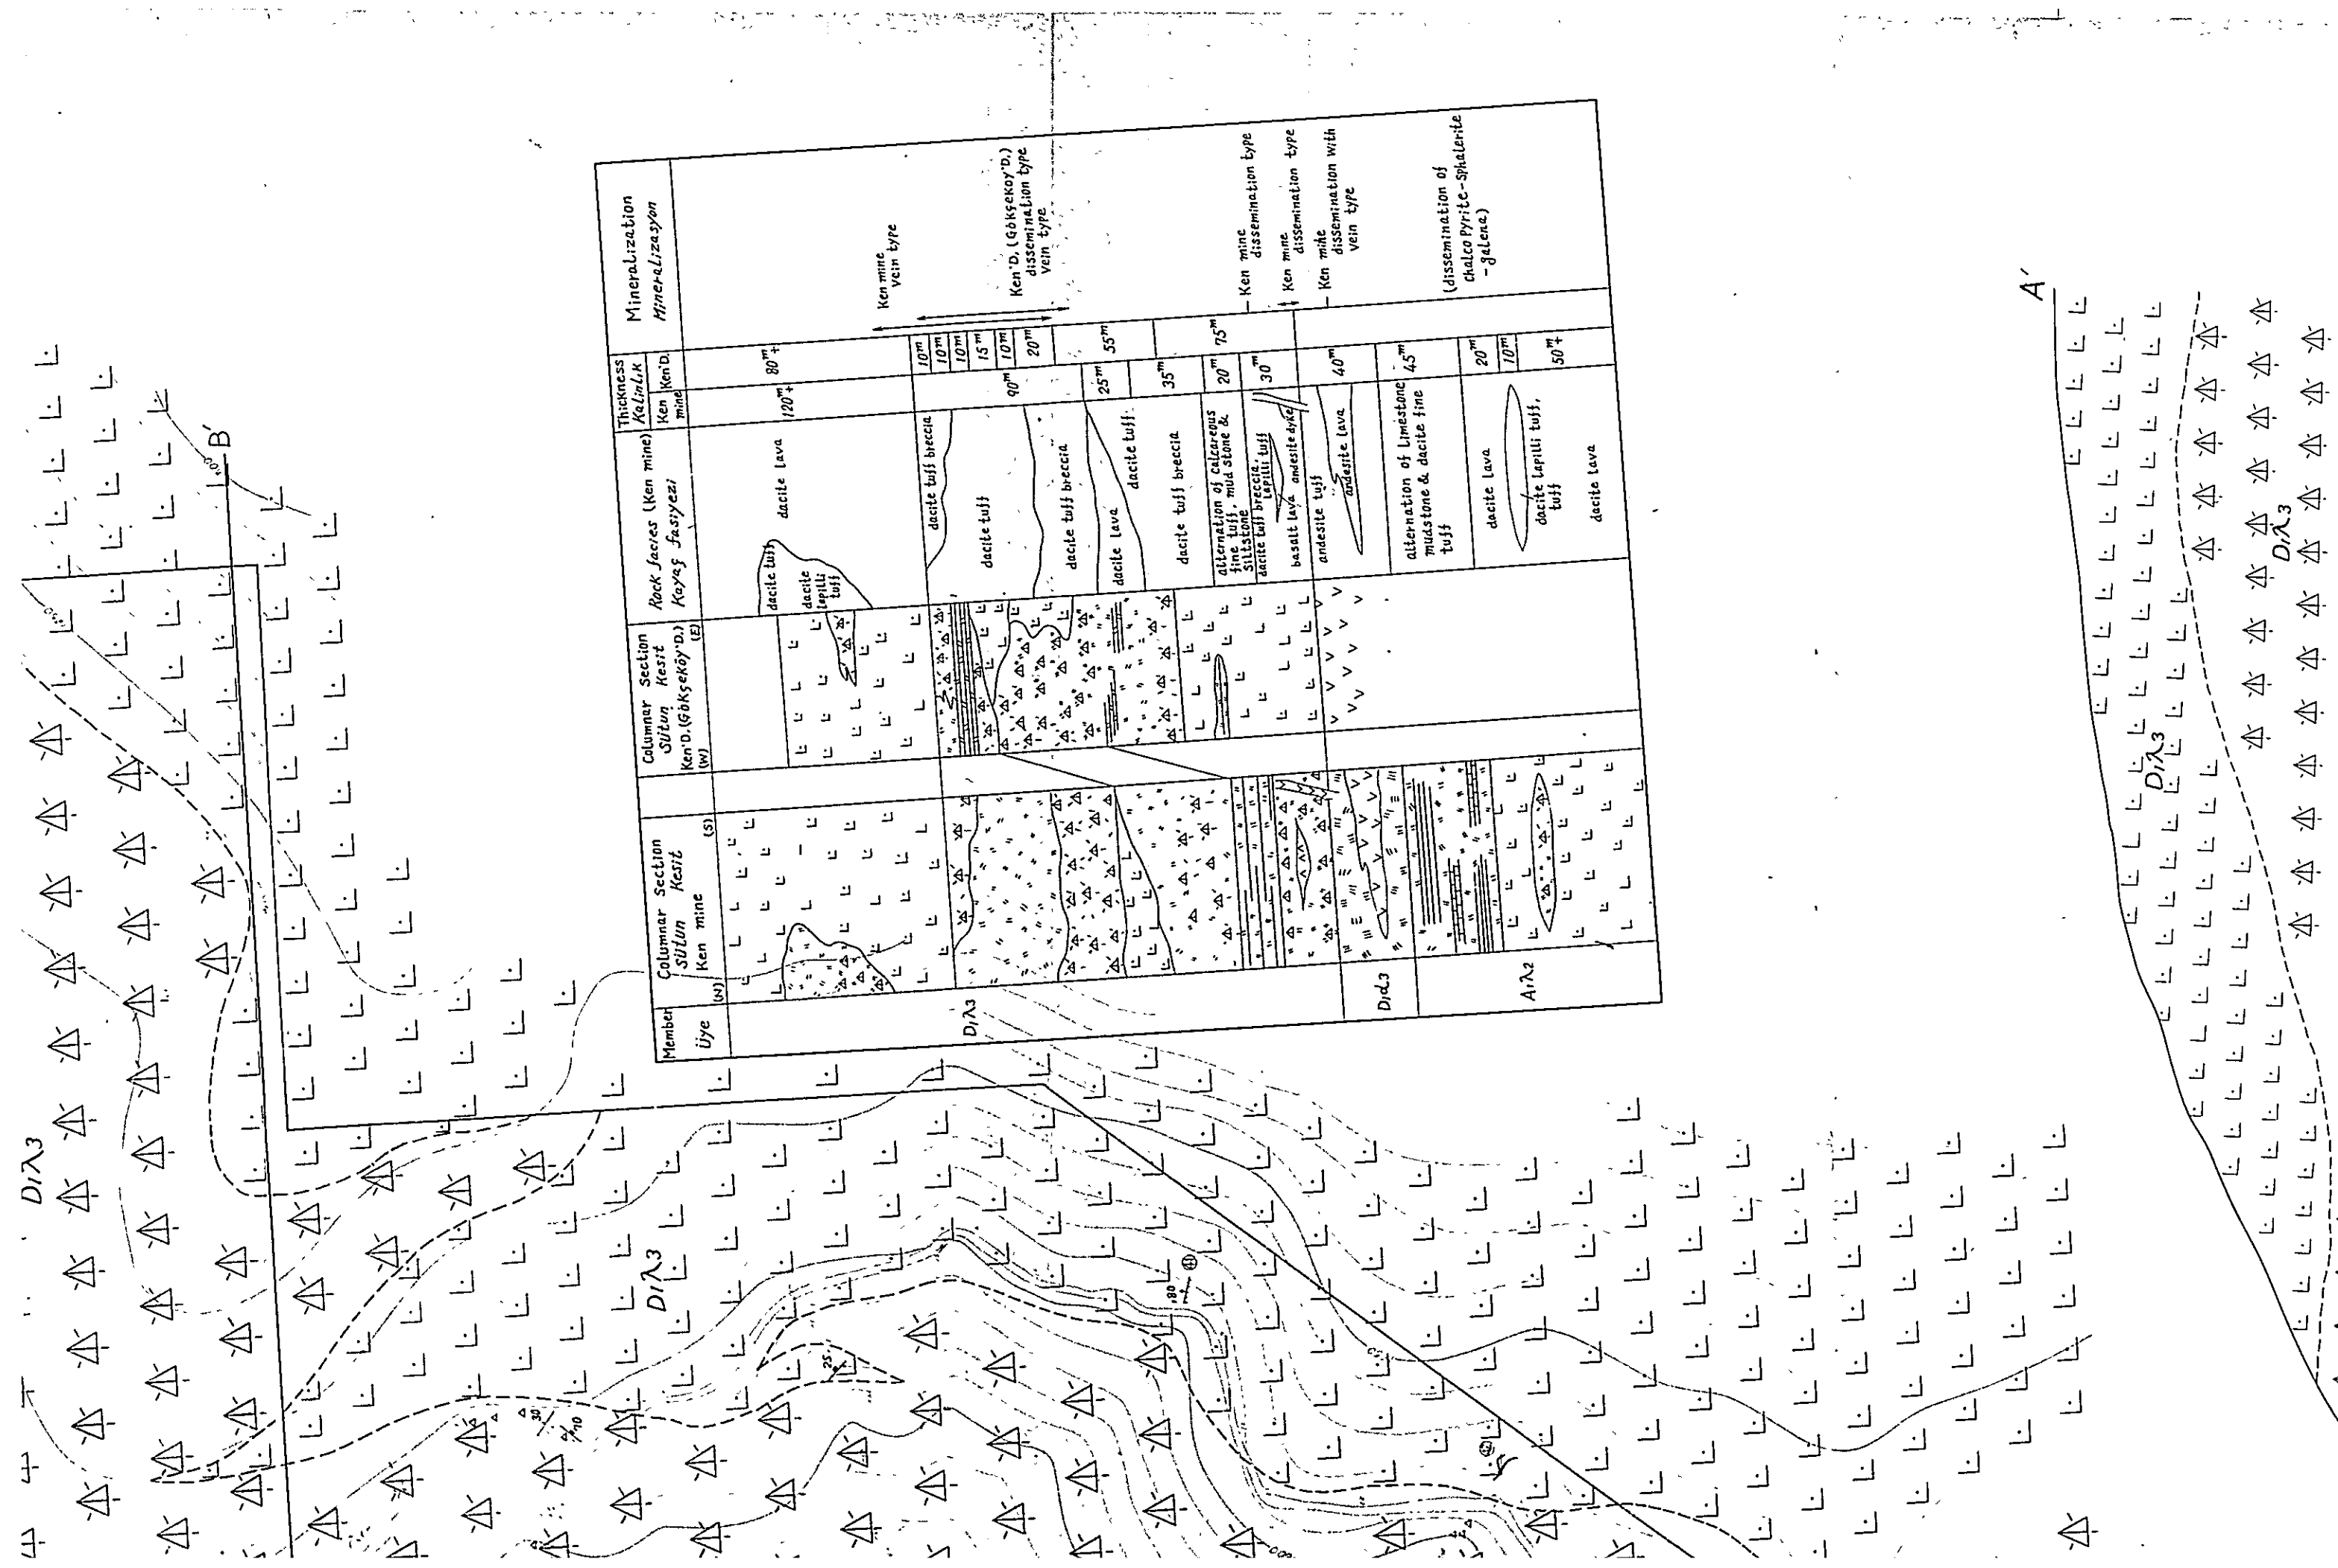 Member
Üye
Columnar Section
Sütun Kesit
Ken mine
(N)
(S)
Columnar Section
Sütun Kesit
Ken'D.(Gökçeköy'D.)
(W)
(E)
Rock facies (Ken mine)
Kayaç fasiyezi
Thickness
Kalınlık
Ken mine
Ken'D.
Mineralization
Mineralizasyon
D1λ3
D1α3
A1λ2
dacite tuff
dacite
lapilli
tuff
dacite lava
dacite tuff breccia
dacite tuff
dacite tuff breccia
dacite lava
dacite tuff
dacite tuff breccia
alternation of calcareous
fine tuff, mud stone &
Siltstone
dacite tuff breccia,
lapilli tuff
basalt lava
andesite dyke
andesite tuff
andesite lava
alternation of Limestone
mudstone & dacite fine
tuff
dacite lava
dacite lapilli tuff,
tuff
dacite lava
120m+
90m
25m
35m
20m
30m
40m
45m
20m
10m
50m+
80m+
10m
10m
10m
15m
10m
20m
55m
75m
Ken mine
vein type
Ken'D.(Gökçeköy'D.)
dissemination type
vein type
Ken mine
dissemination type
Ken mine
dissemination type
Ken mine
dissemination with
vein type
(dissemination of
chalco Pyrite-sphalerite
- galena)
B'
A'
D1λ3
D1λ3
D1λ3
D1λ3
25
30
70
80